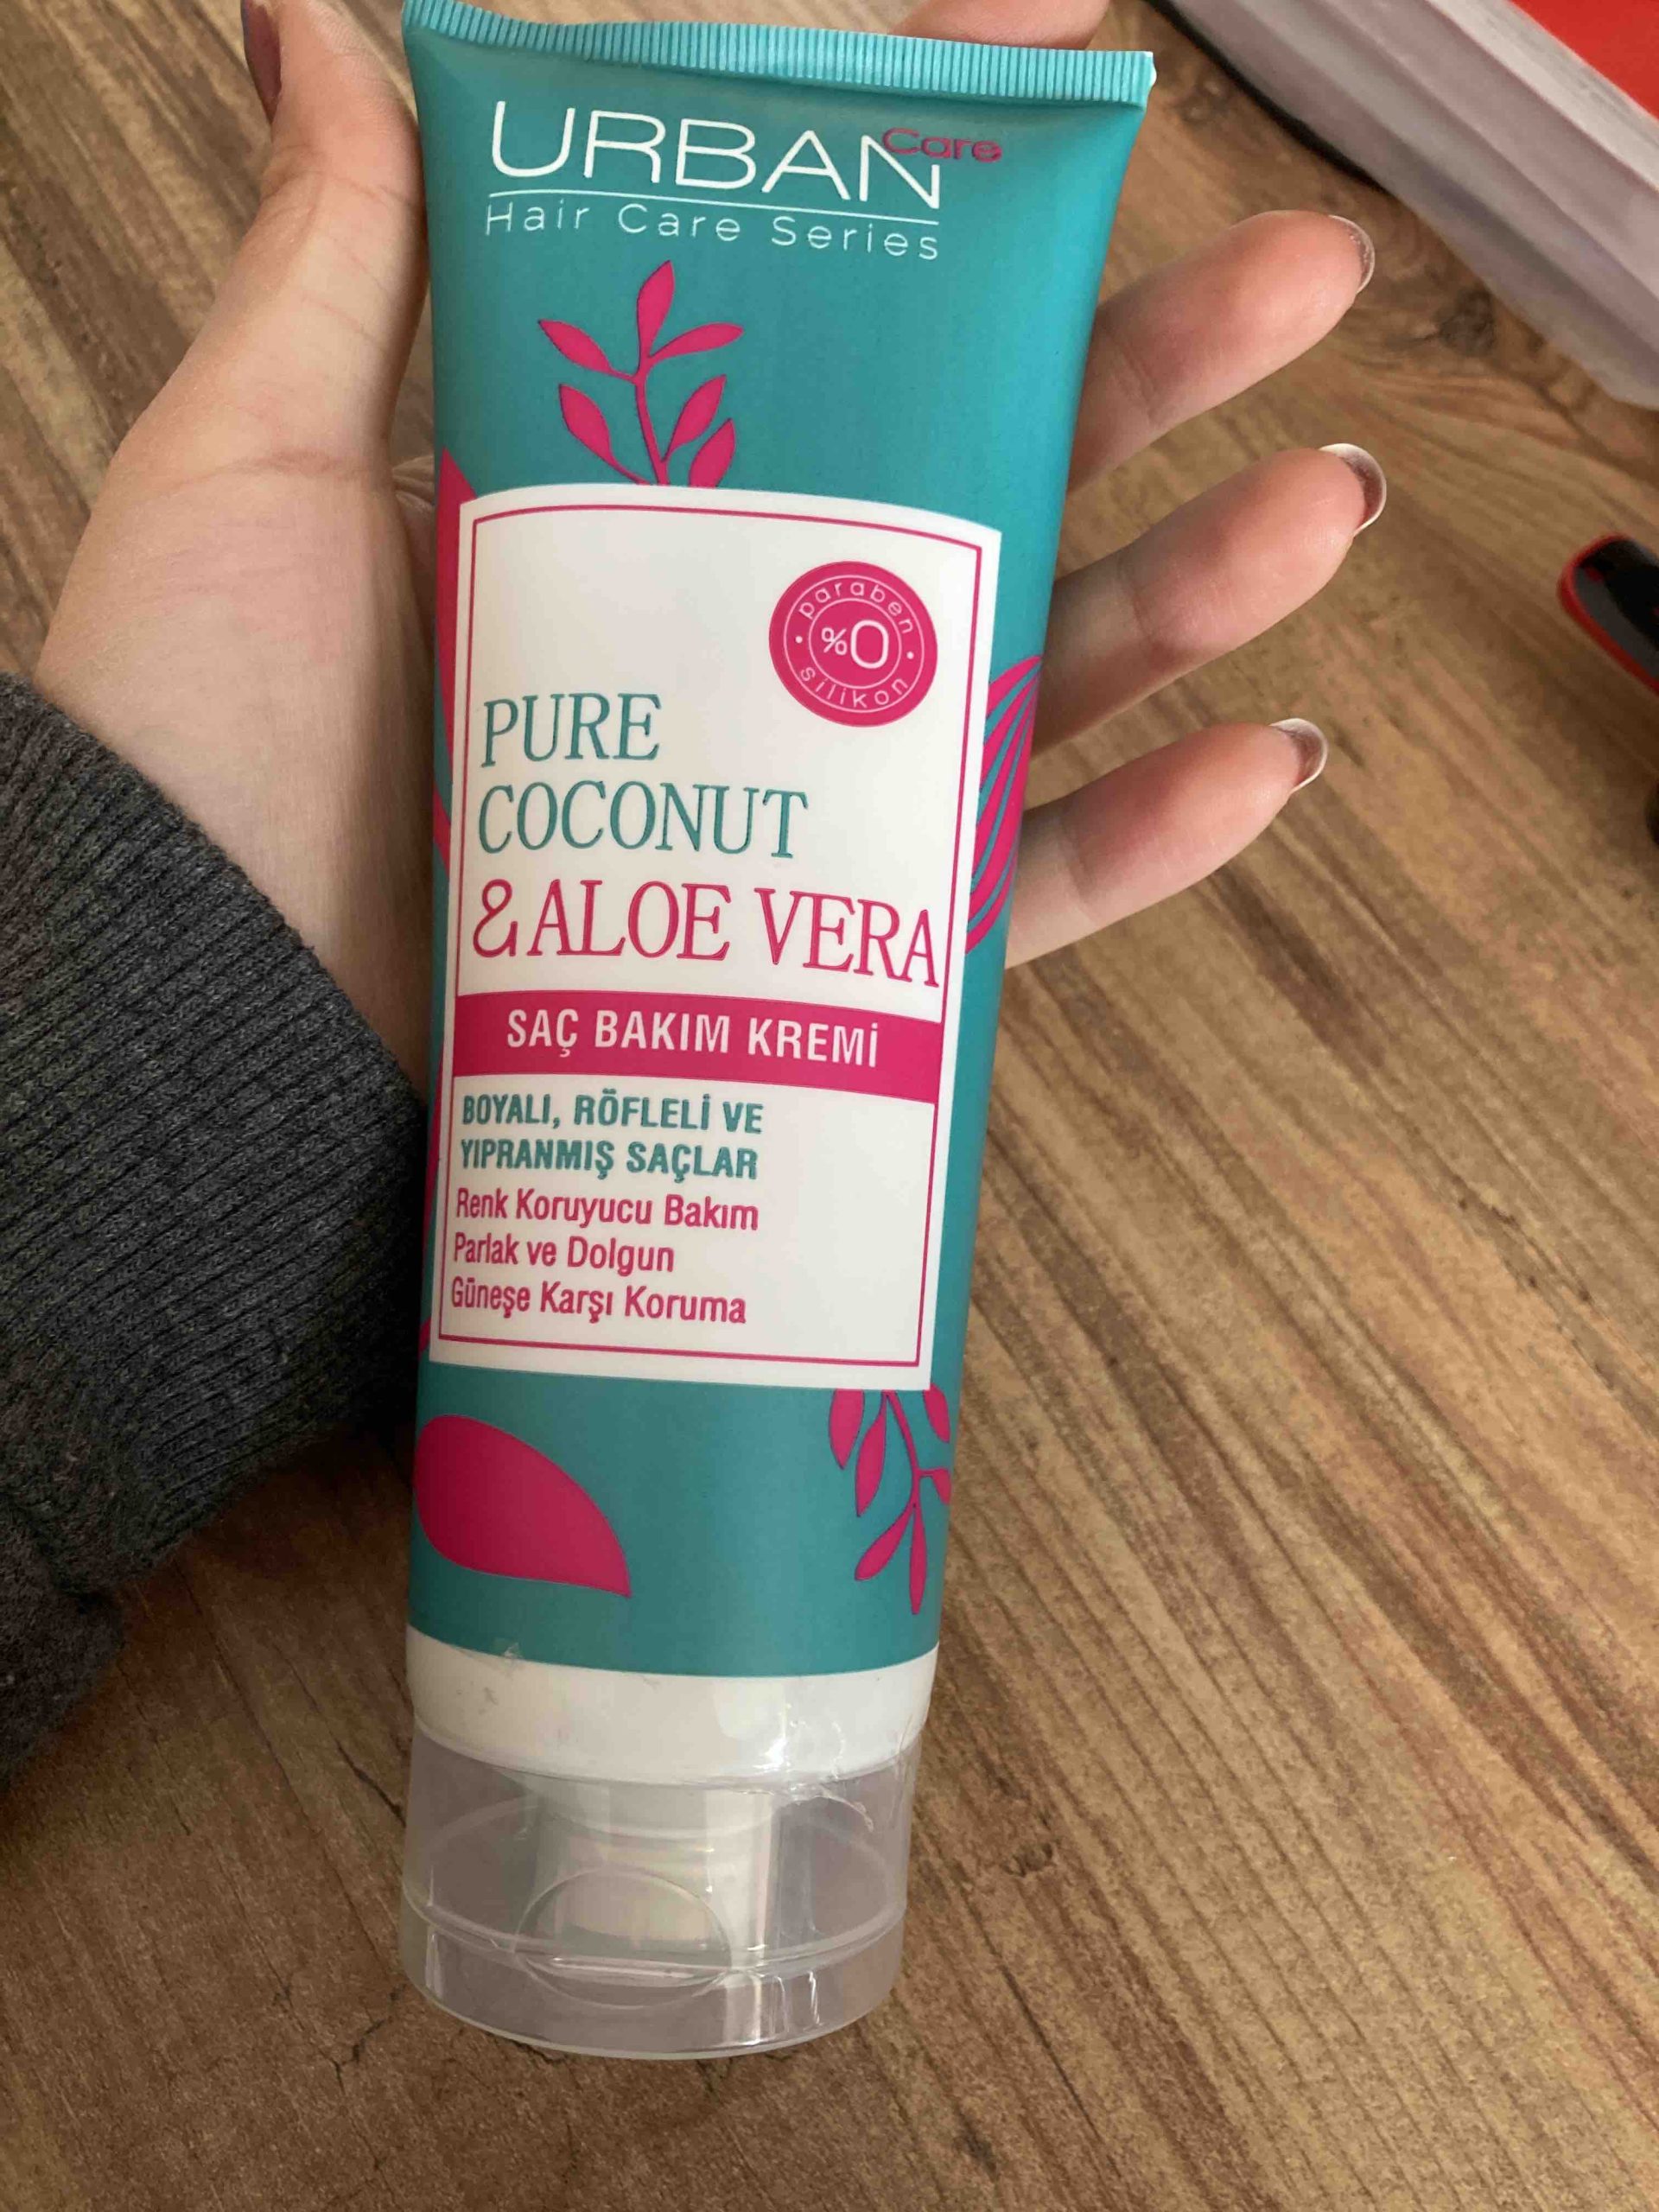 URBAN Care
Hair Care Series
paraben
%0
silikon
PURE
COCONUT
& ALOE VERA
SAÇ BAKIM KREMİ
BOYALI, RÖFLELİ VE
YIPRANMIŞ SAÇLAR
Renk Koruyucu Bakım
Parlak ve Dolgun
Güneşe Karşı Koruma